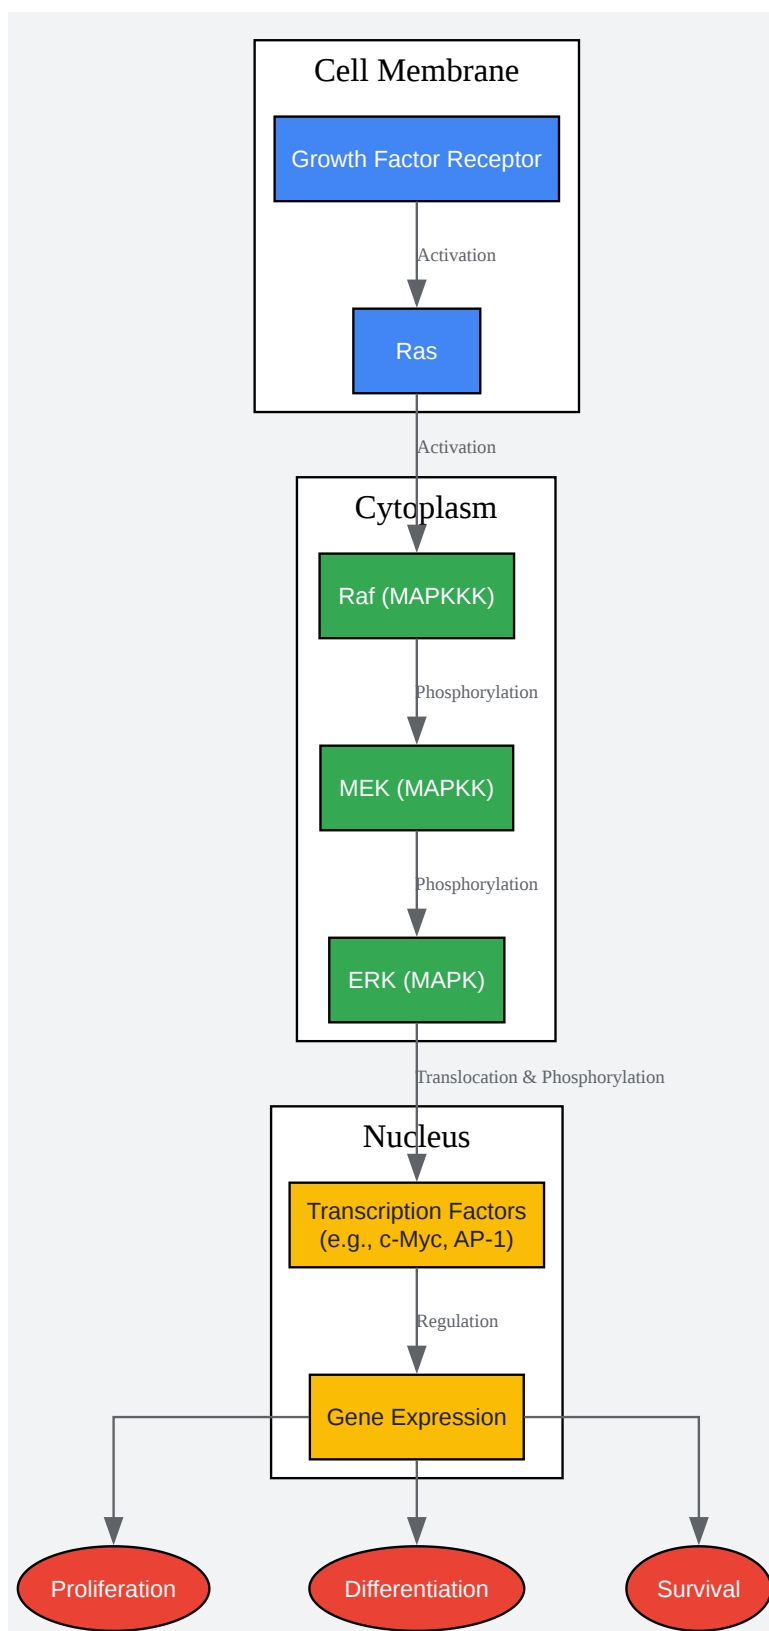 Cell Membrane
Growth Factor Receptor
Activation
Ras
Activation
Cytoplasm
Raf (MAPKKK)
Phosphorylation
MEK (MAPKK)
Phosphorylation
ERK (MAPK)
Translocation & Phosphorylation
Nucleus
Transcription Factors
(e.g., c-Myc, AP-1)
Regulation
Gene Expression
Proliferation
Differentiation
Survival